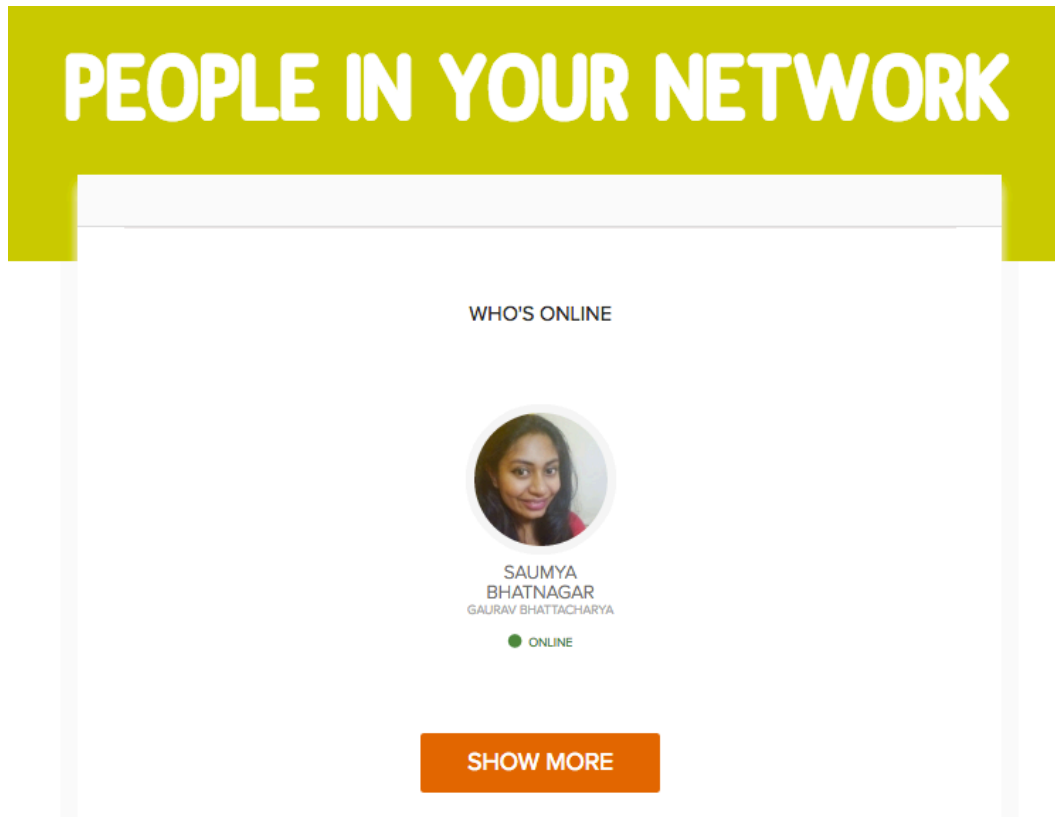 PEOPLE IN YOUR NETWORK
WHO'S ONLINE
SAUMYA
BHATNAGAR
GAURAV BHATTACHARYA
ONLINE
SHOW MORE